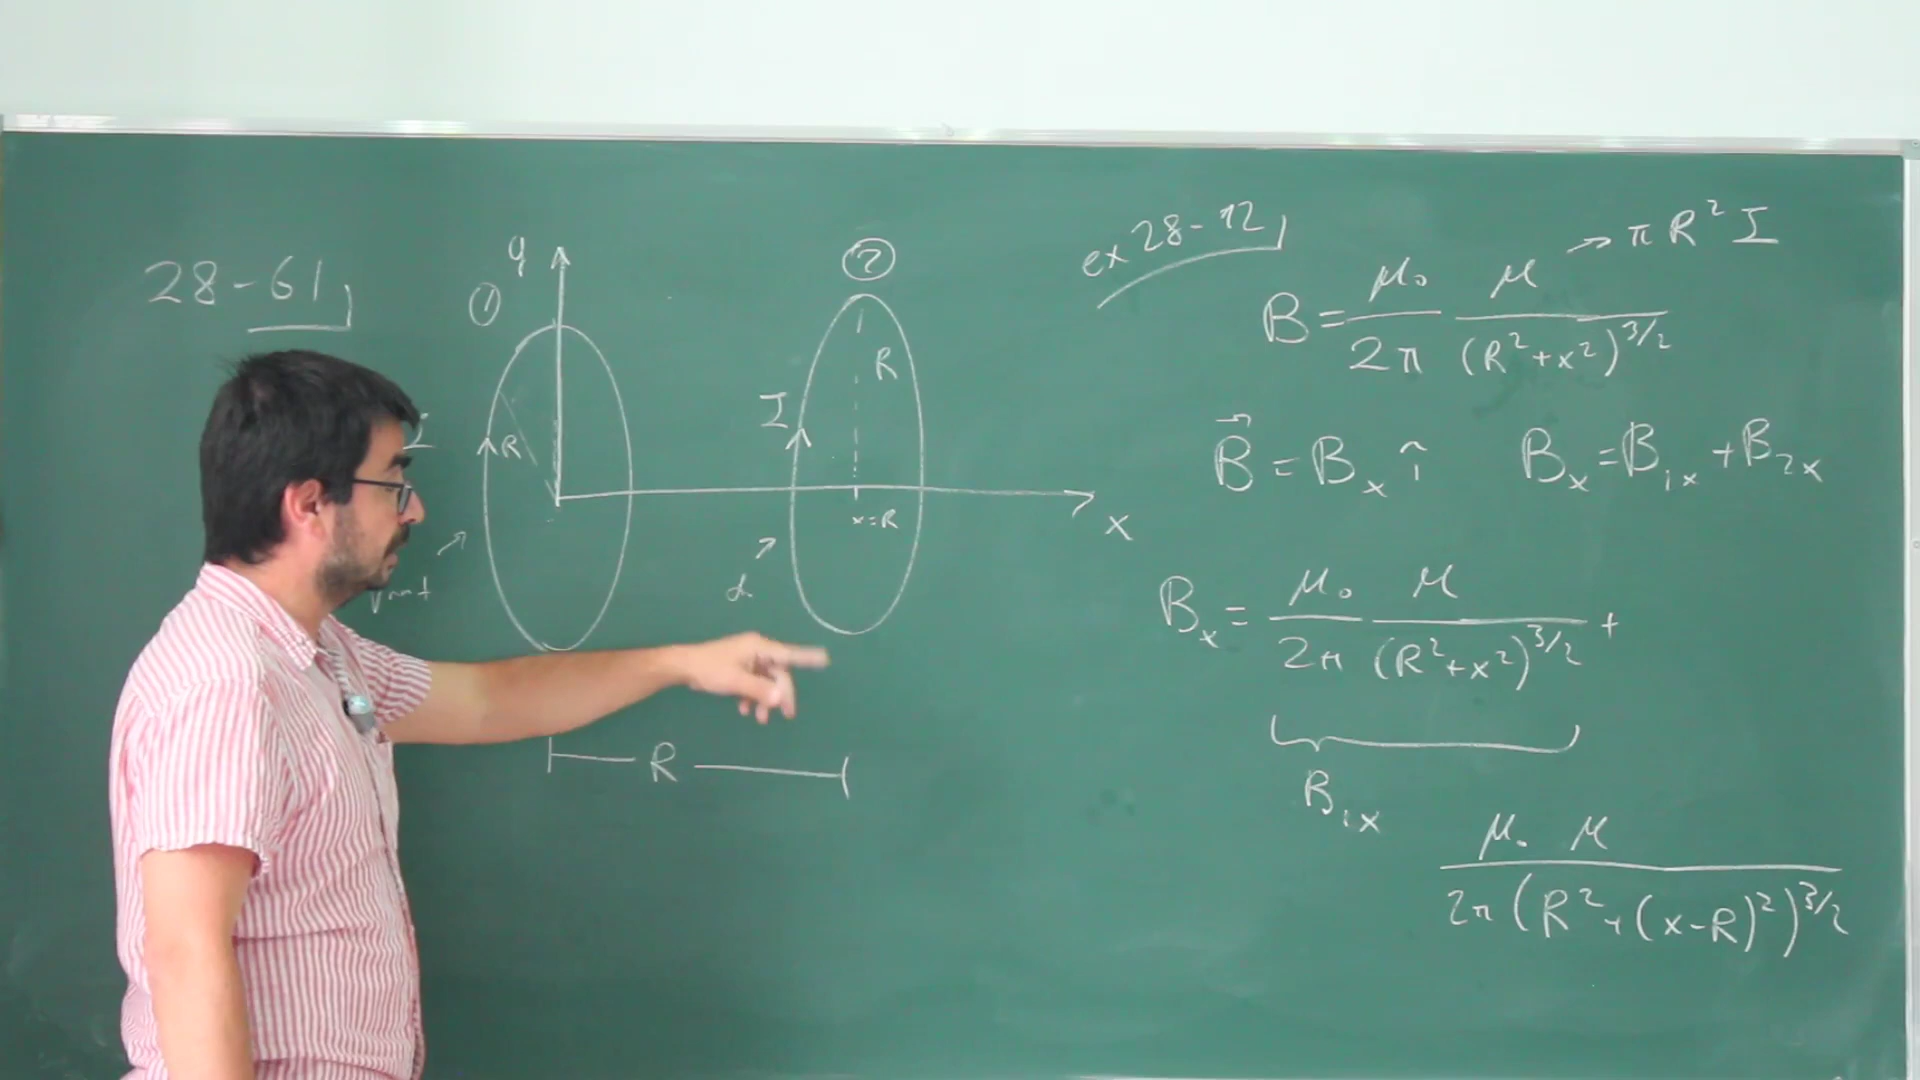 28-61
y
①
②
I
R
I
R
x=R
x
R
ex 28-12
→ πR²I
B = μ₀/2π μ/(R²+x²)^3/2
B⃗ = Bₓ î   Bₓ = B₁ₓ + B₂ₓ
Bₓ = μ₀/2π μ/(R²+x²)^3/2 +
B₁ₓ
μ₀ μ/2π(R²+(x-R)²)^3/2